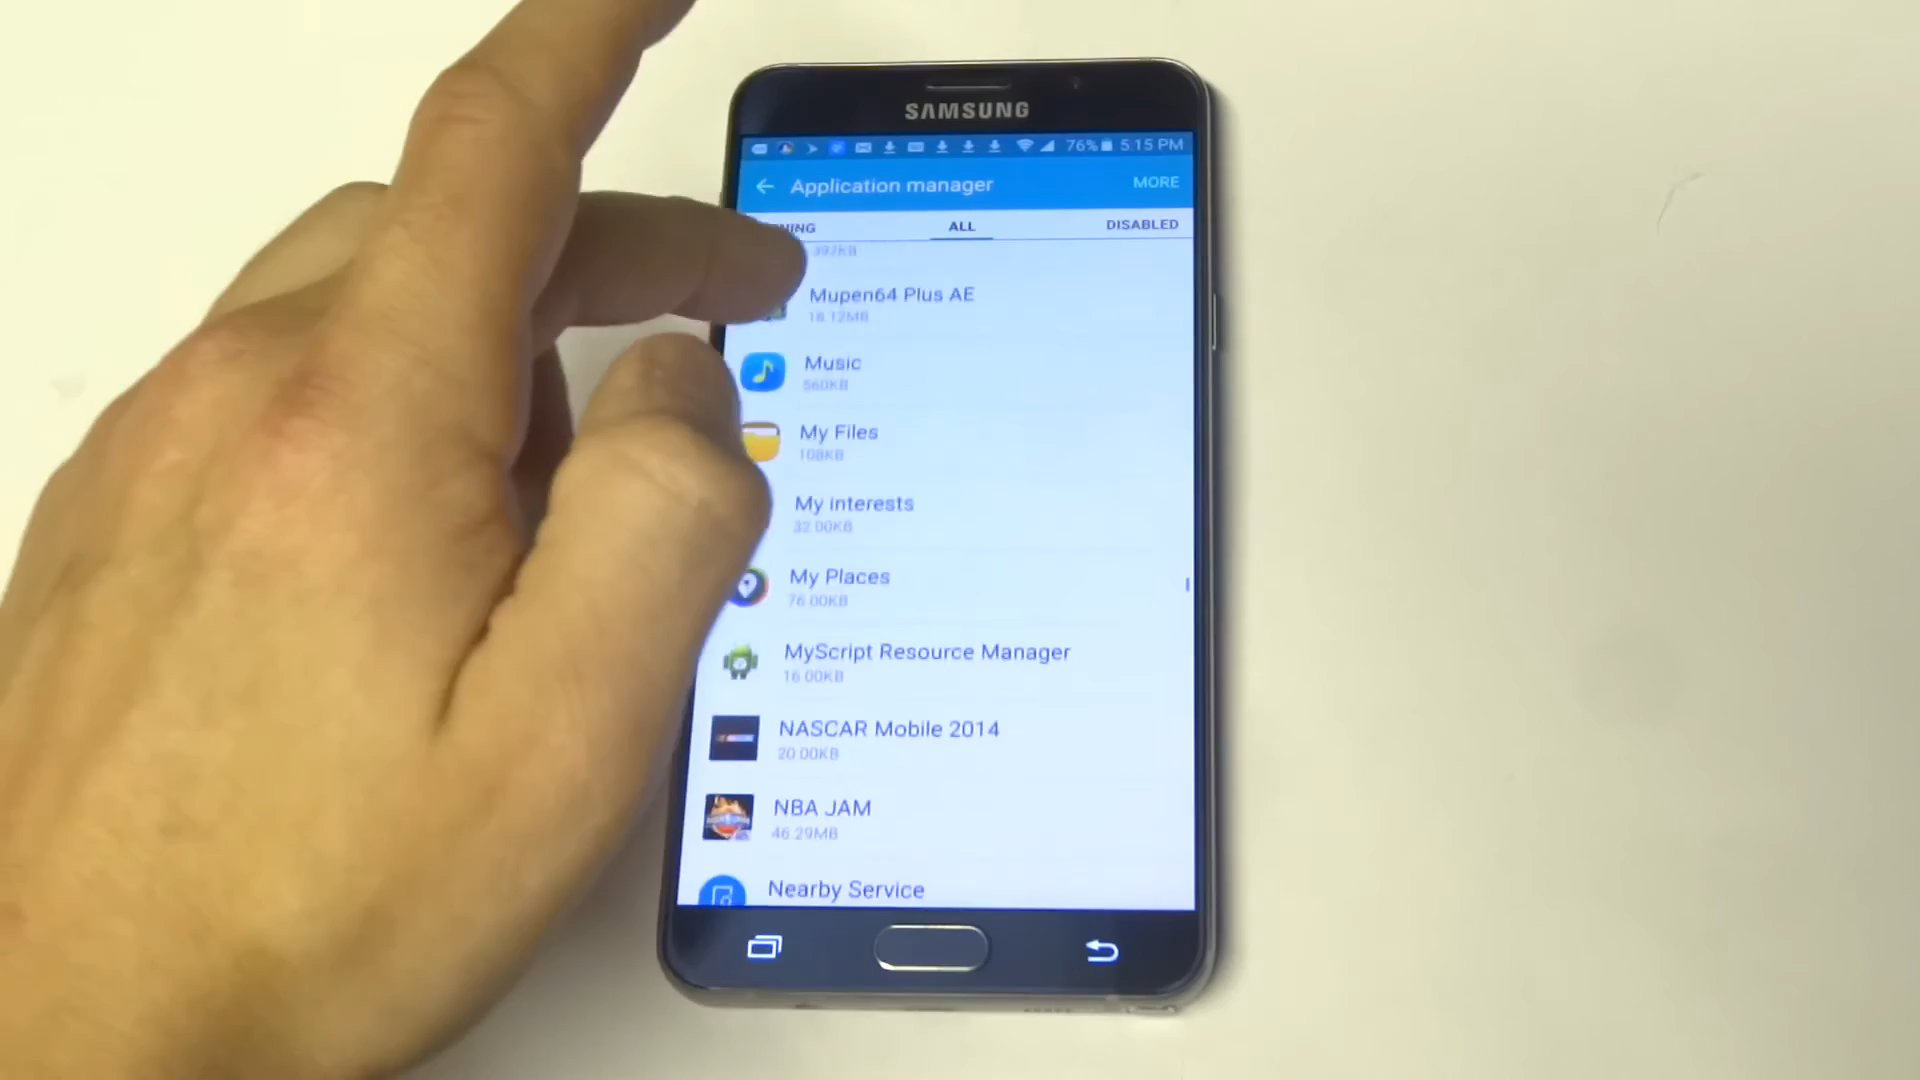 SAMSUNG
76% 5:15 PM
Application manager
MORE
NING ALL DISABLED
392KB
Mupen64 Plus AE
18.12MB
Music
560KB
My Files
108KB
My interests
32.00KB
My Places
76.00KB
MyScript Resource Manager
16.00KB
NASCAR Mobile 2014
20.00KB
NBA JAM
46.29MB
Nearby Service